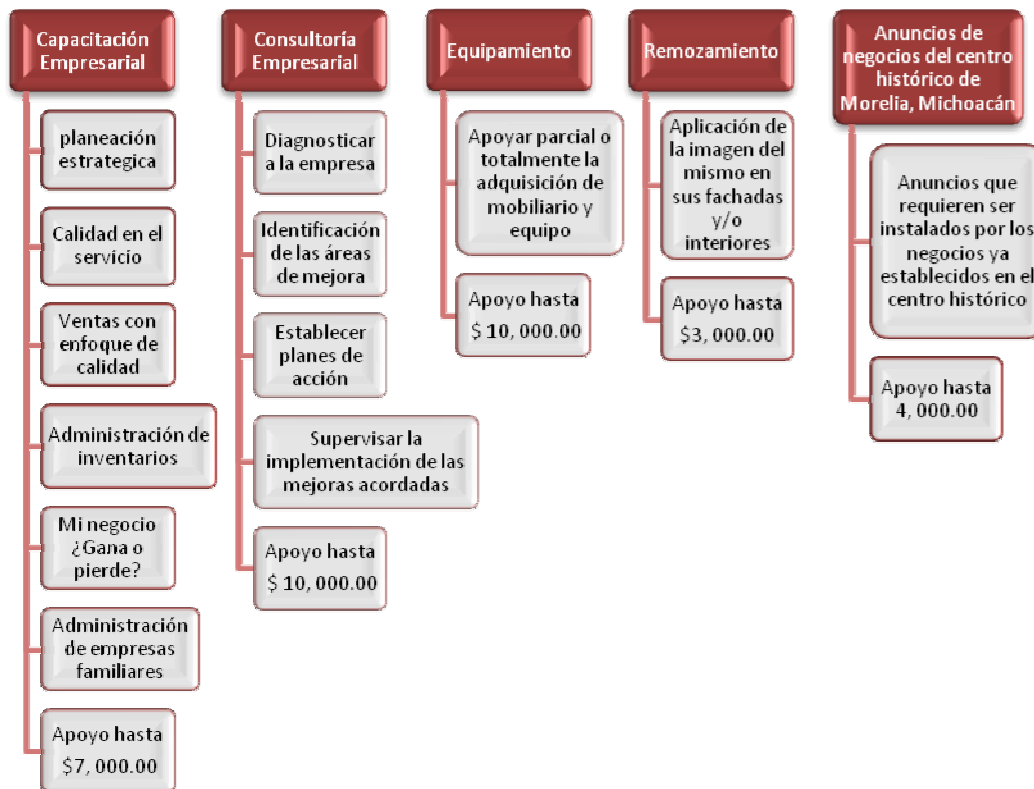 Capacitación
Empresarial
planeación
estrategica
Calidad en el
servicio
Ventas con
enfoque de
calidad
Administración de
inventarios
Mi negocio
¿Gana o
pierde?
Administración
de empresas
familiares
Apoyo hasta
$7, 000.00
Consultoría
Empresarial
Diagnosticar
a la empresa
Identificación
de las áreas
de mejora
Establecer
planes de
acción
Supervisar la
implementación de las
mejoras acordadas
Apoyo hasta
$ 10, 000.00
Equipamiento
Apoyar parcial o
totalmente la
adquisición de
mobiliario y
equipo
Apoyo hasta
$ 10, 000.00
Remozamiento
Aplicación de
la imagen del
mismo en
sus fachadas
y/o
interiores
Apoyo hasta
$3, 000.00
Anuncios de
negocios del centro
histórico de
Morelia, Michoacán
Anuncios que
requieren ser
instalados por los
negocios ya
establecidos en el
centro histórico
Apoyo hasta
4, 000.00